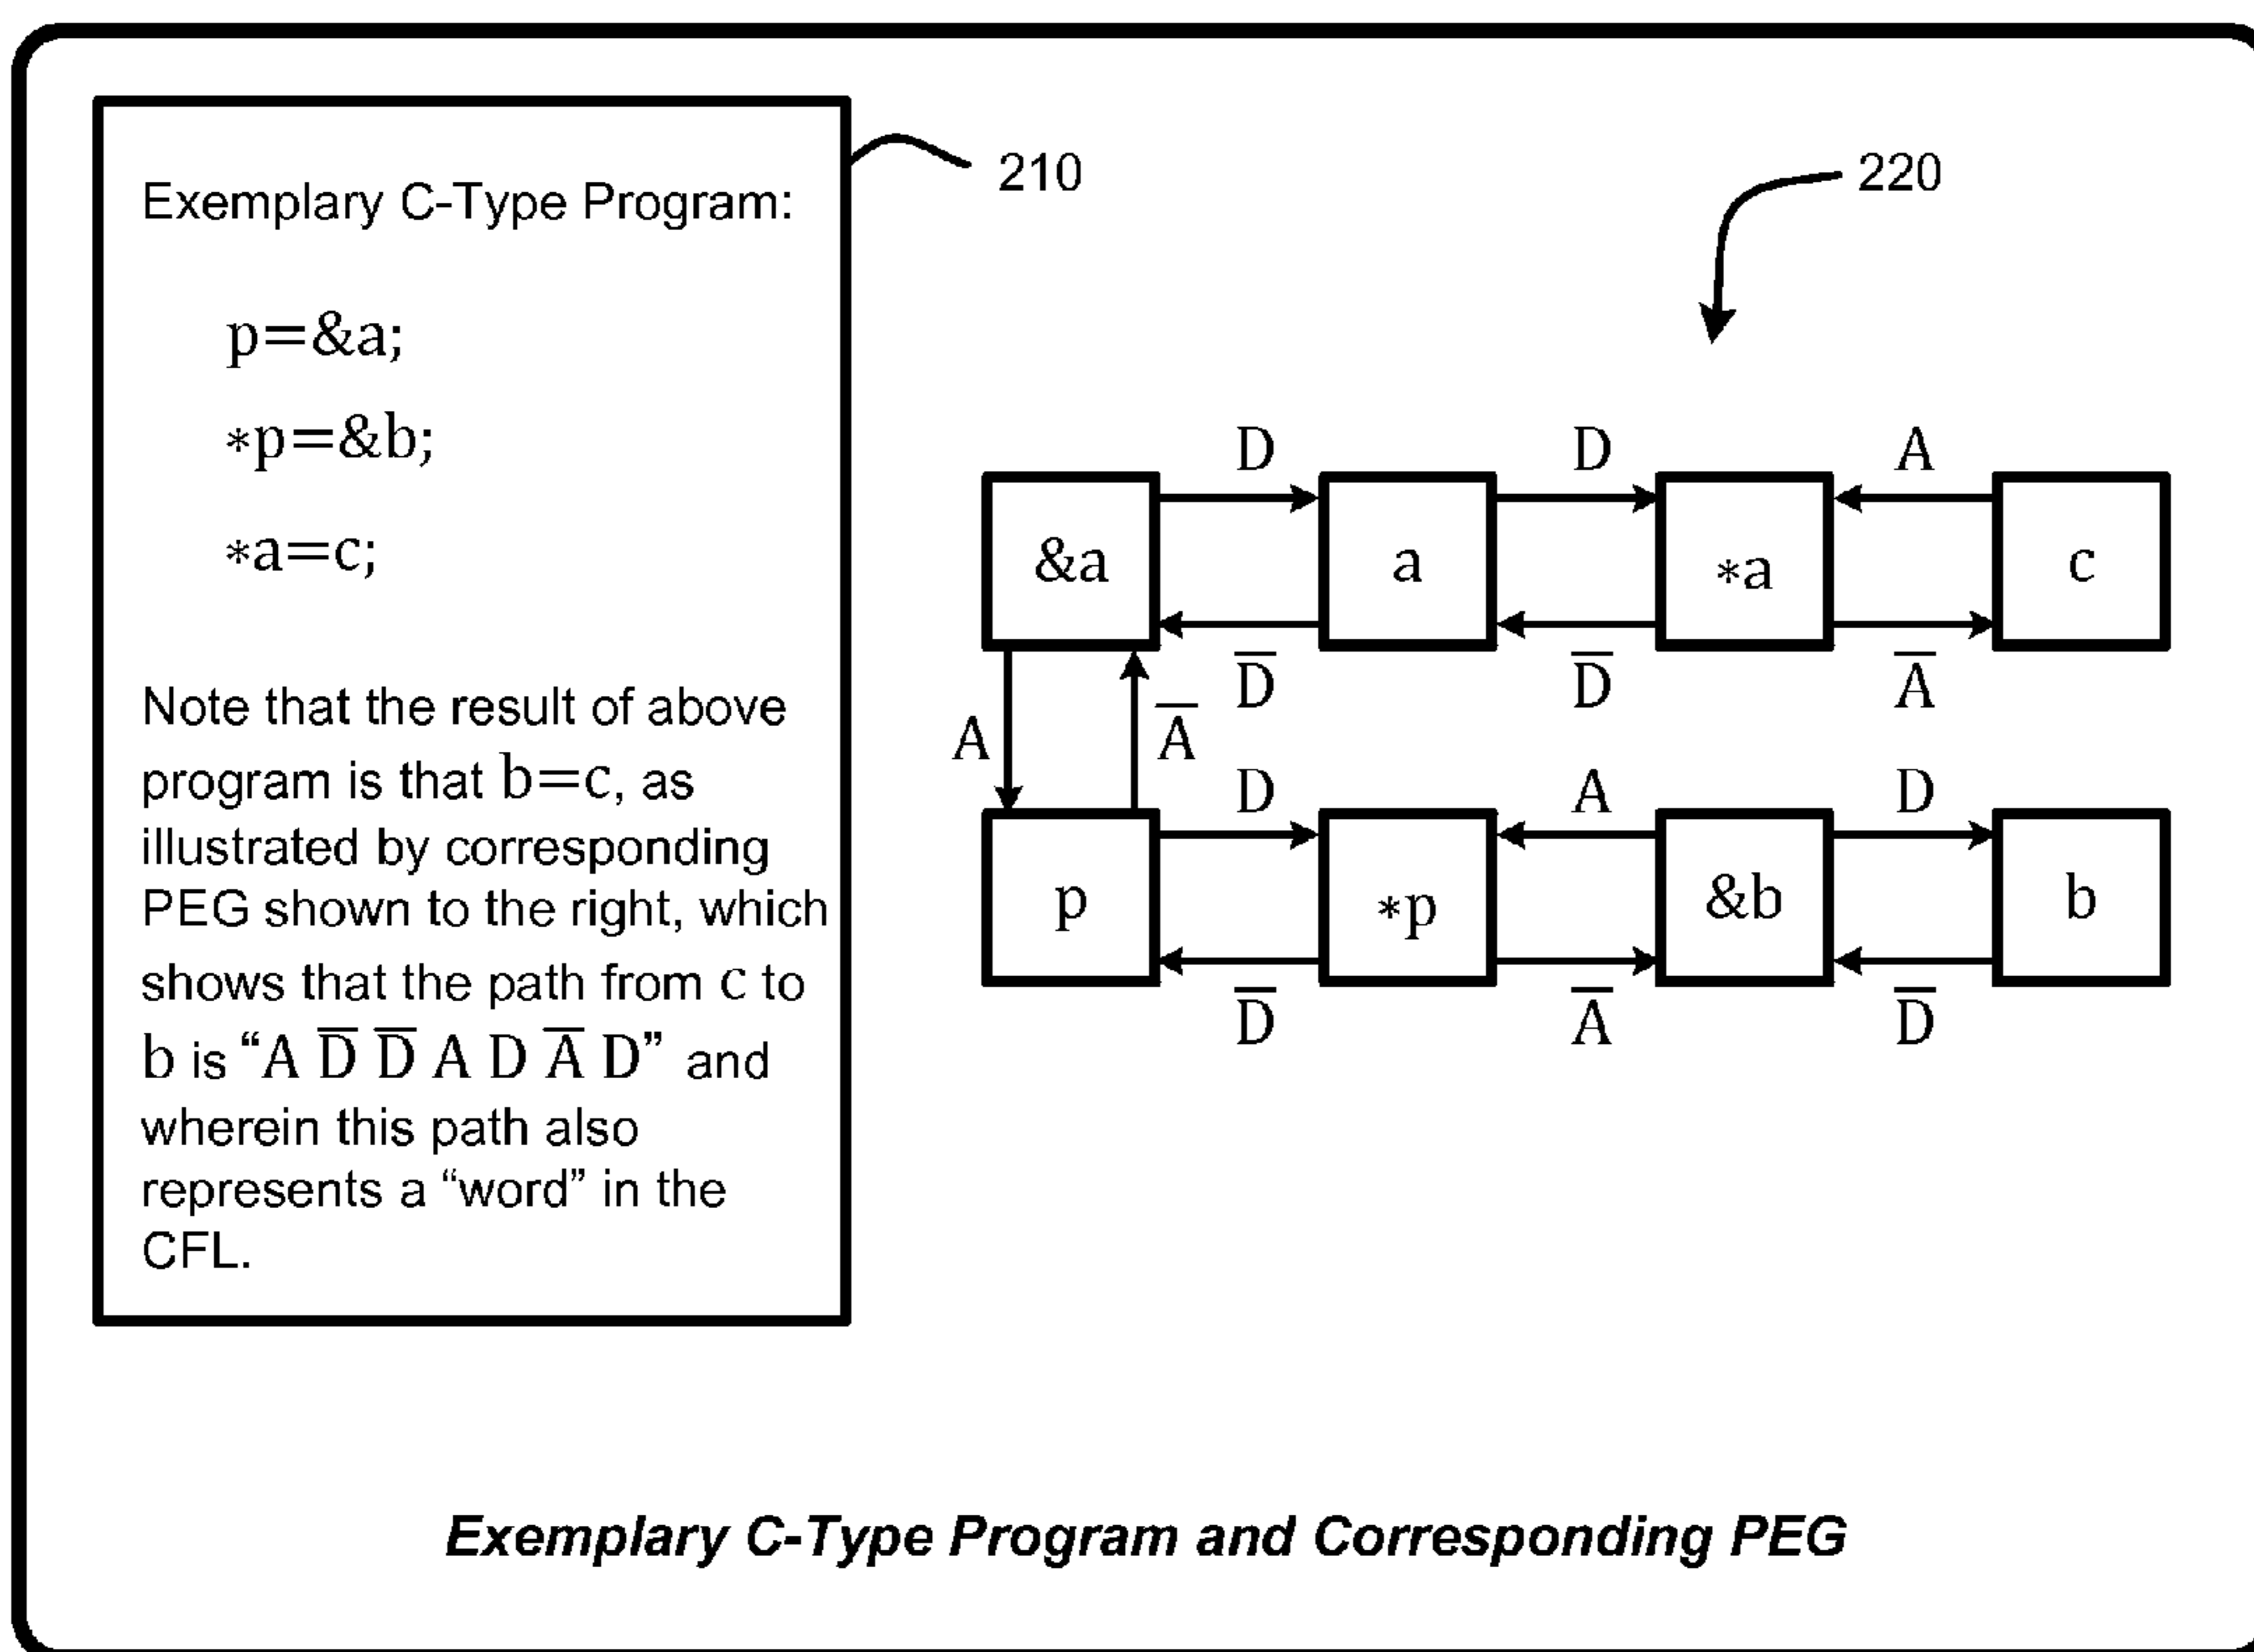 Exemplary C-Type Program:
p=&a;
*p=&b;
*a=c;
Note that the result of above
program is that b=c, as
illustrated by corresponding
PEG shown to the right, which
shows that the path from c to
b is “A D̅ D̅ A D A̅ D” and
wherein this path also
represents a “word” in the
CFL.
210
220
D D A
&a a *a c
D̅ D̅ A̅
A A̅
D A D
p *p &b b
D̅ A̅ D̅
Exemplary C-Type Program and Corresponding PEG